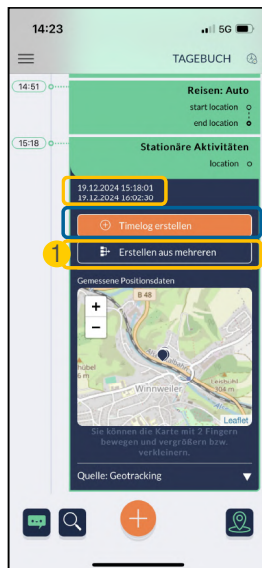 14:23
5G
TAGEBUCH
14:51
Reisen: Auto
start location
end location
15:18
Stationäre Aktivitäten
location
19.12.2024 15:18:01
19.12.2024 16:02:30
Timelog erstellen
1
Erstellen aus mehreren
Gemessene Positionsdaten
+
−
B 48
Winnweiler
Leaflet
Sie können die Karte mit 2 Fingern
bewegen und vergrößern bzw.
verkleinern.
Quelle: Geotracking